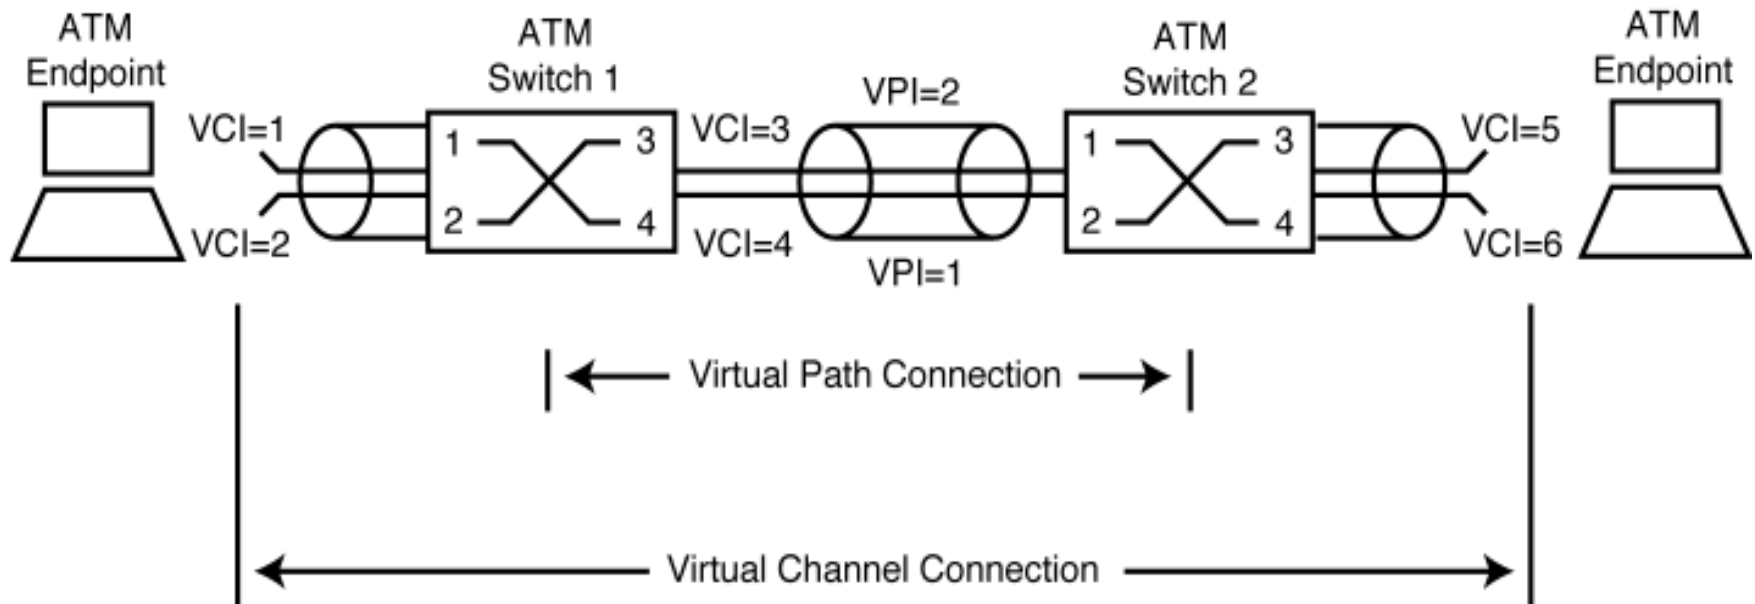 ATM
Endpoint
ATM
Switch 1
ATM
Switch 2
ATM
Endpoint
VPI=2
VCI=1
VCI=3
VCI=5
1
3
1
3
2
4
2
4
VCI=2
VCI=4
VCI=6
VPI=1
Virtual Path Connection
Virtual Channel Connection